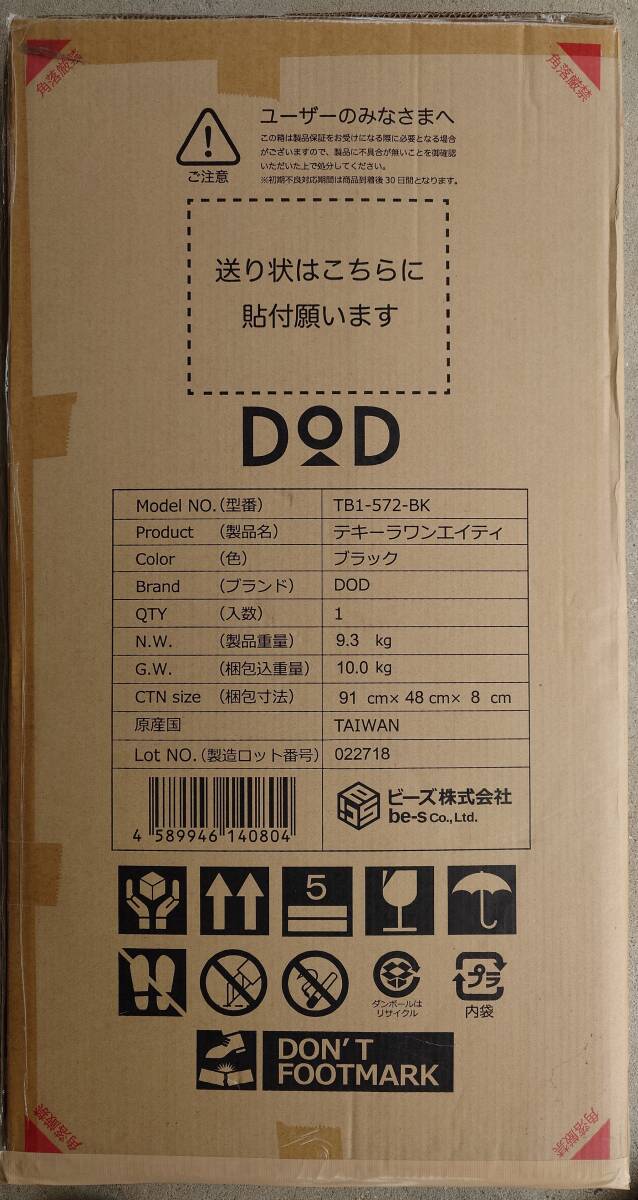 角落厳禁
角落厳禁
ユーザーのみなさまへ
この箱は製品保証をお受けになる際に必要となる場合
がございますので、製品に不具合が無いことを御確認
いただいた上で処分してください。
※初期不良対応期間は商品到着後30日間となります。
ご注意
送り状はこちらに
貼付願います
DOD
Model NO.(型番) TB1-572-BK
Product (製品名) テキーラワンエイティ
Color (色) ブラック
Brand (ブランド) DOD
QTY (入数) 1
N.W. (製品重量) 9.3 kg
G.W. (梱包込重量) 10.0 kg
CTN size (梱包寸法) 91 cm× 48 cm× 8 cm
原産国 TAIWAN
Lot NO.(製造ロット番号) 022718
4 589946 140804
ビーズ株式会社
be-s Co.,Ltd.
5
プラ
ダンボールは
リサイクル
内袋
DON'T
FOOTMARK
角落厳禁
角落厳禁